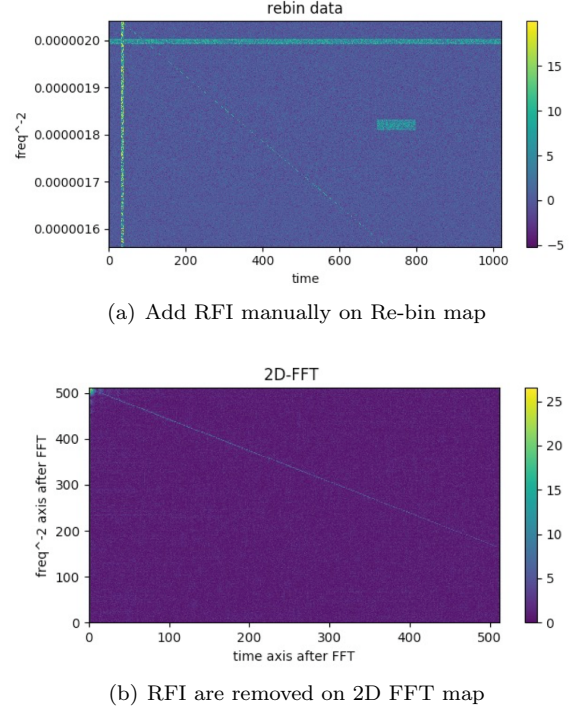 rebin data
0.0000020
0.0000019
0.0000018
0.0000017
0.0000016
freq^-2
0 200 400 600 800 1000
time
15
10
5
0
−5
(a) Add RFI manually on Re-bin map
2D-FFT
500
400
300
200
100
0
freq^-2 axis after FFT
0 100 200 300 400 500
time axis after FFT
25
20
15
10
5
0
(b) RFI are removed on 2D FFT map